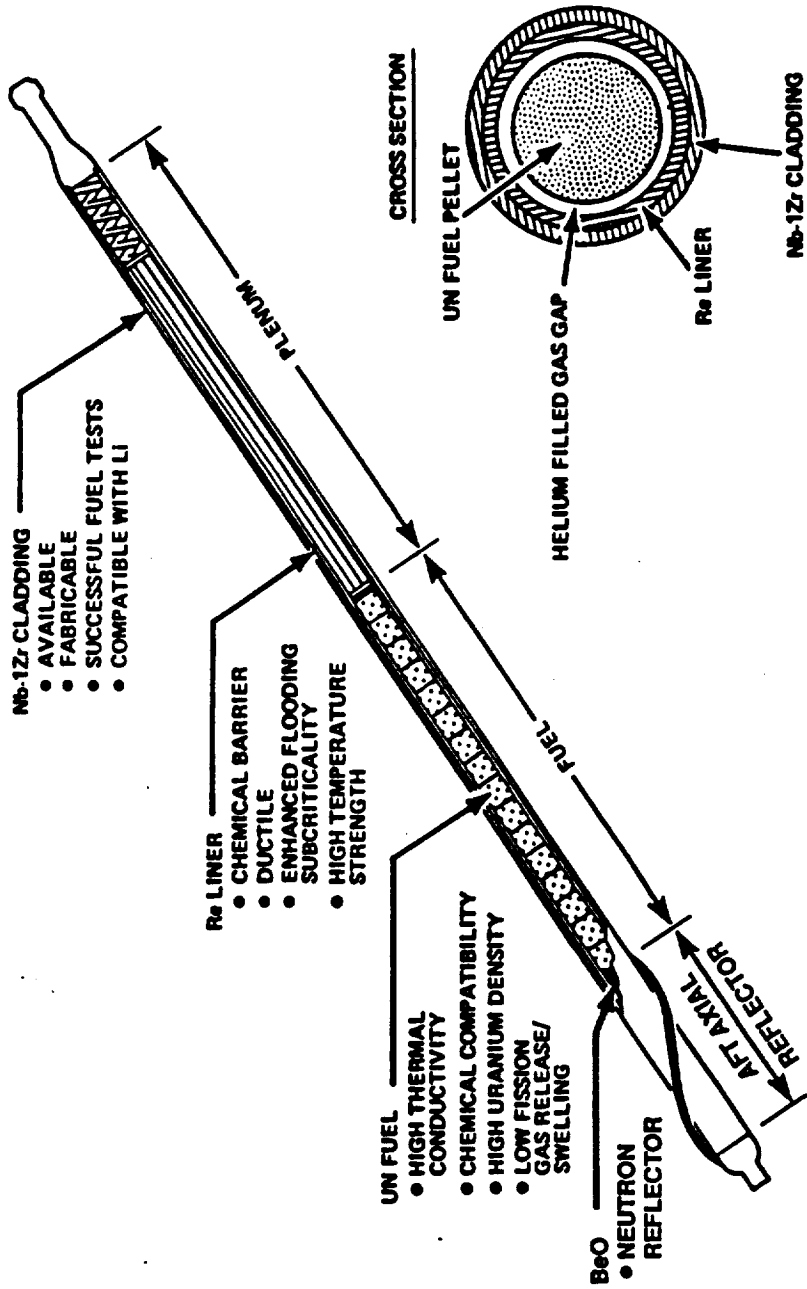 Nb-1Zr CLADDING
• AVAILABLE
• FABRICABLE
• SUCCESSFUL FUEL TESTS
• COMPATIBLE WITH Li
Re LINER
• CHEMICAL BARRIER
• DUCTILE
• ENHANCED FLOODING
SUBCRITICALITY
• HIGH TEMPERATURE
STRENGTH
UN FUEL
• HIGH THERMAL
CONDUCTIVITY
• CHEMICAL COMPATIBILITY
• HIGH URANIUM DENSITY
• LOW FISSION
GAS RELEASE/
SWELLING
BeO
• NEUTRON
REFLECTOR
PLENUM
FUEL
AFT AXIAL
REFLECTOR
CROSS SECTION
UN FUEL PELLET
HELIUM FILLED GAS GAP
Re LINER
Nb-1Zr CLADDING